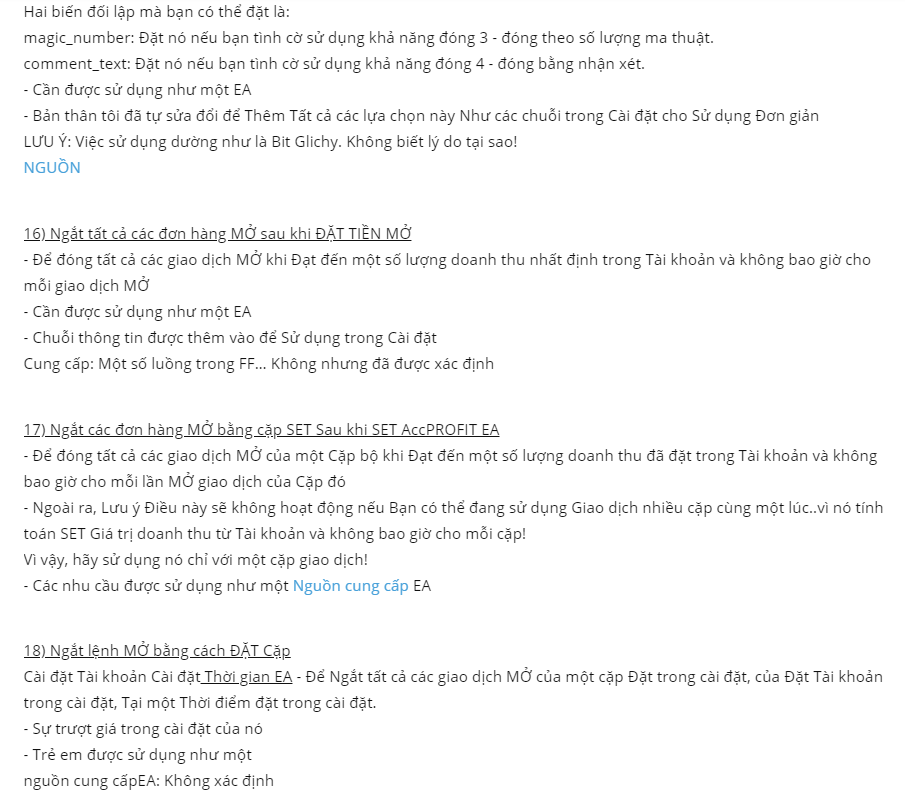 Hai biến đối lập mà bạn có thể đặt là:
magic_number: Đặt nó nếu bạn tình cờ sử dụng khả năng đóng 3 - đóng theo số lượng ma thuật.
comment_text: Đặt nó nếu bạn tình cờ sử dụng khả năng đóng 4 - đóng bằng nhận xét.
- Cần được sử dụng như một EA
- Bản thân tôi đã tự sửa đổi để Thêm Tất cả các lựa chọn này Như các chuỗi trong Cài đặt cho Sử dụng Đơn giản
LƯU Ý: Việc sử dụng dường như là Bit Glichy. Không biết lý do tại sao!
NGUỒN
16) Ngắt tất cả các đơn hàng MỞ sau khi ĐẶT TIỀN MỞ
- Để đóng tất cả các giao dịch MỞ khi Đạt đến một số lượng doanh thu nhất định trong Tài khoản và không bao giờ cho
mỗi giao dịch MỞ
- Cần được sử dụng như một EA
- Chuỗi thông tin được thêm vào để Sử dụng trong Cài đặt
Cung cấp: Một số luồng trong FF... Không nhưng đã được xác định
17) Ngắt các đơn hàng MỞ bằng cặp SET Sau khi SET AccPROFIT EA
- Để đóng tất cả các giao dịch MỞ của một Cặp bộ khi Đạt đến một số lượng doanh thu đã đặt trong Tài khoản và không
bao giờ cho mỗi lần MỞ giao dịch của Cặp đó
- Ngoài ra, Lưu ý Điều này sẽ không hoạt động nếu Bạn có thể đang sử dụng Giao dịch nhiều cặp cùng một lúc..vì nó tính
toán SET Giá trị doanh thu từ Tài khoản và không bao giờ cho mỗi cặp!
Vì vậy, hãy sử dụng nó chỉ với một cặp giao dịch!
- Các nhu cầu được sử dụng như một Nguồn cung cấp EA
18) Ngắt lệnh MỞ bằng cách ĐẶT Cặp
Cài đặt Tài khoản Cài đặt Thời gian EA - Để Ngắt tất cả các giao dịch MỞ của một cặp Đặt trong cài đặt, của Đặt Tài khoản
trong cài đặt, Tại một Thời điểm đặt trong cài đặt.
- Sự trượt giá trong cài đặt của nó
- Trẻ em được sử dụng như một
nguồn cung cấpEA: Không xác định